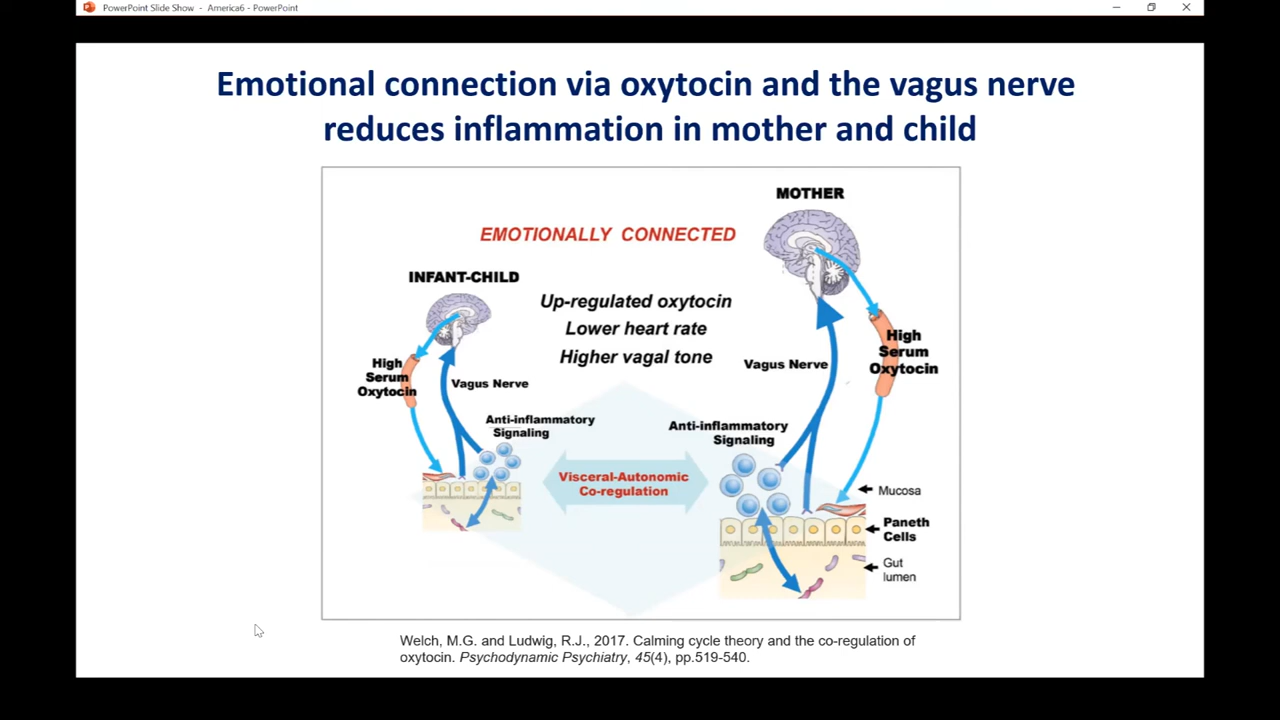 PowerPoint Slide Show - America6 - PowerPoint
Emotional connection via oxytocin and the vagus nerve
reduces inflammation in mother and child
MOTHER
EMOTIONALLY CONNECTED
INFANT-CHILD
Up-regulated oxytocin
Lower heart rate
Higher vagal tone
High
Serum
Oxytocin
Vagus Nerve
Vagus Nerve
High
Serum
Oxytocin
Anti-inflammatory
Signaling
Anti-inflammatory
Signaling
Visceral-Autonomic
Co-regulation
Mucosa
Paneth
Cells
Gut
lumen
Welch, M.G. and Ludwig, R.J., 2017. Calming cycle theory and the co-regulation of
oxytocin. Psychodynamic Psychiatry, 45(4), pp.519-540.